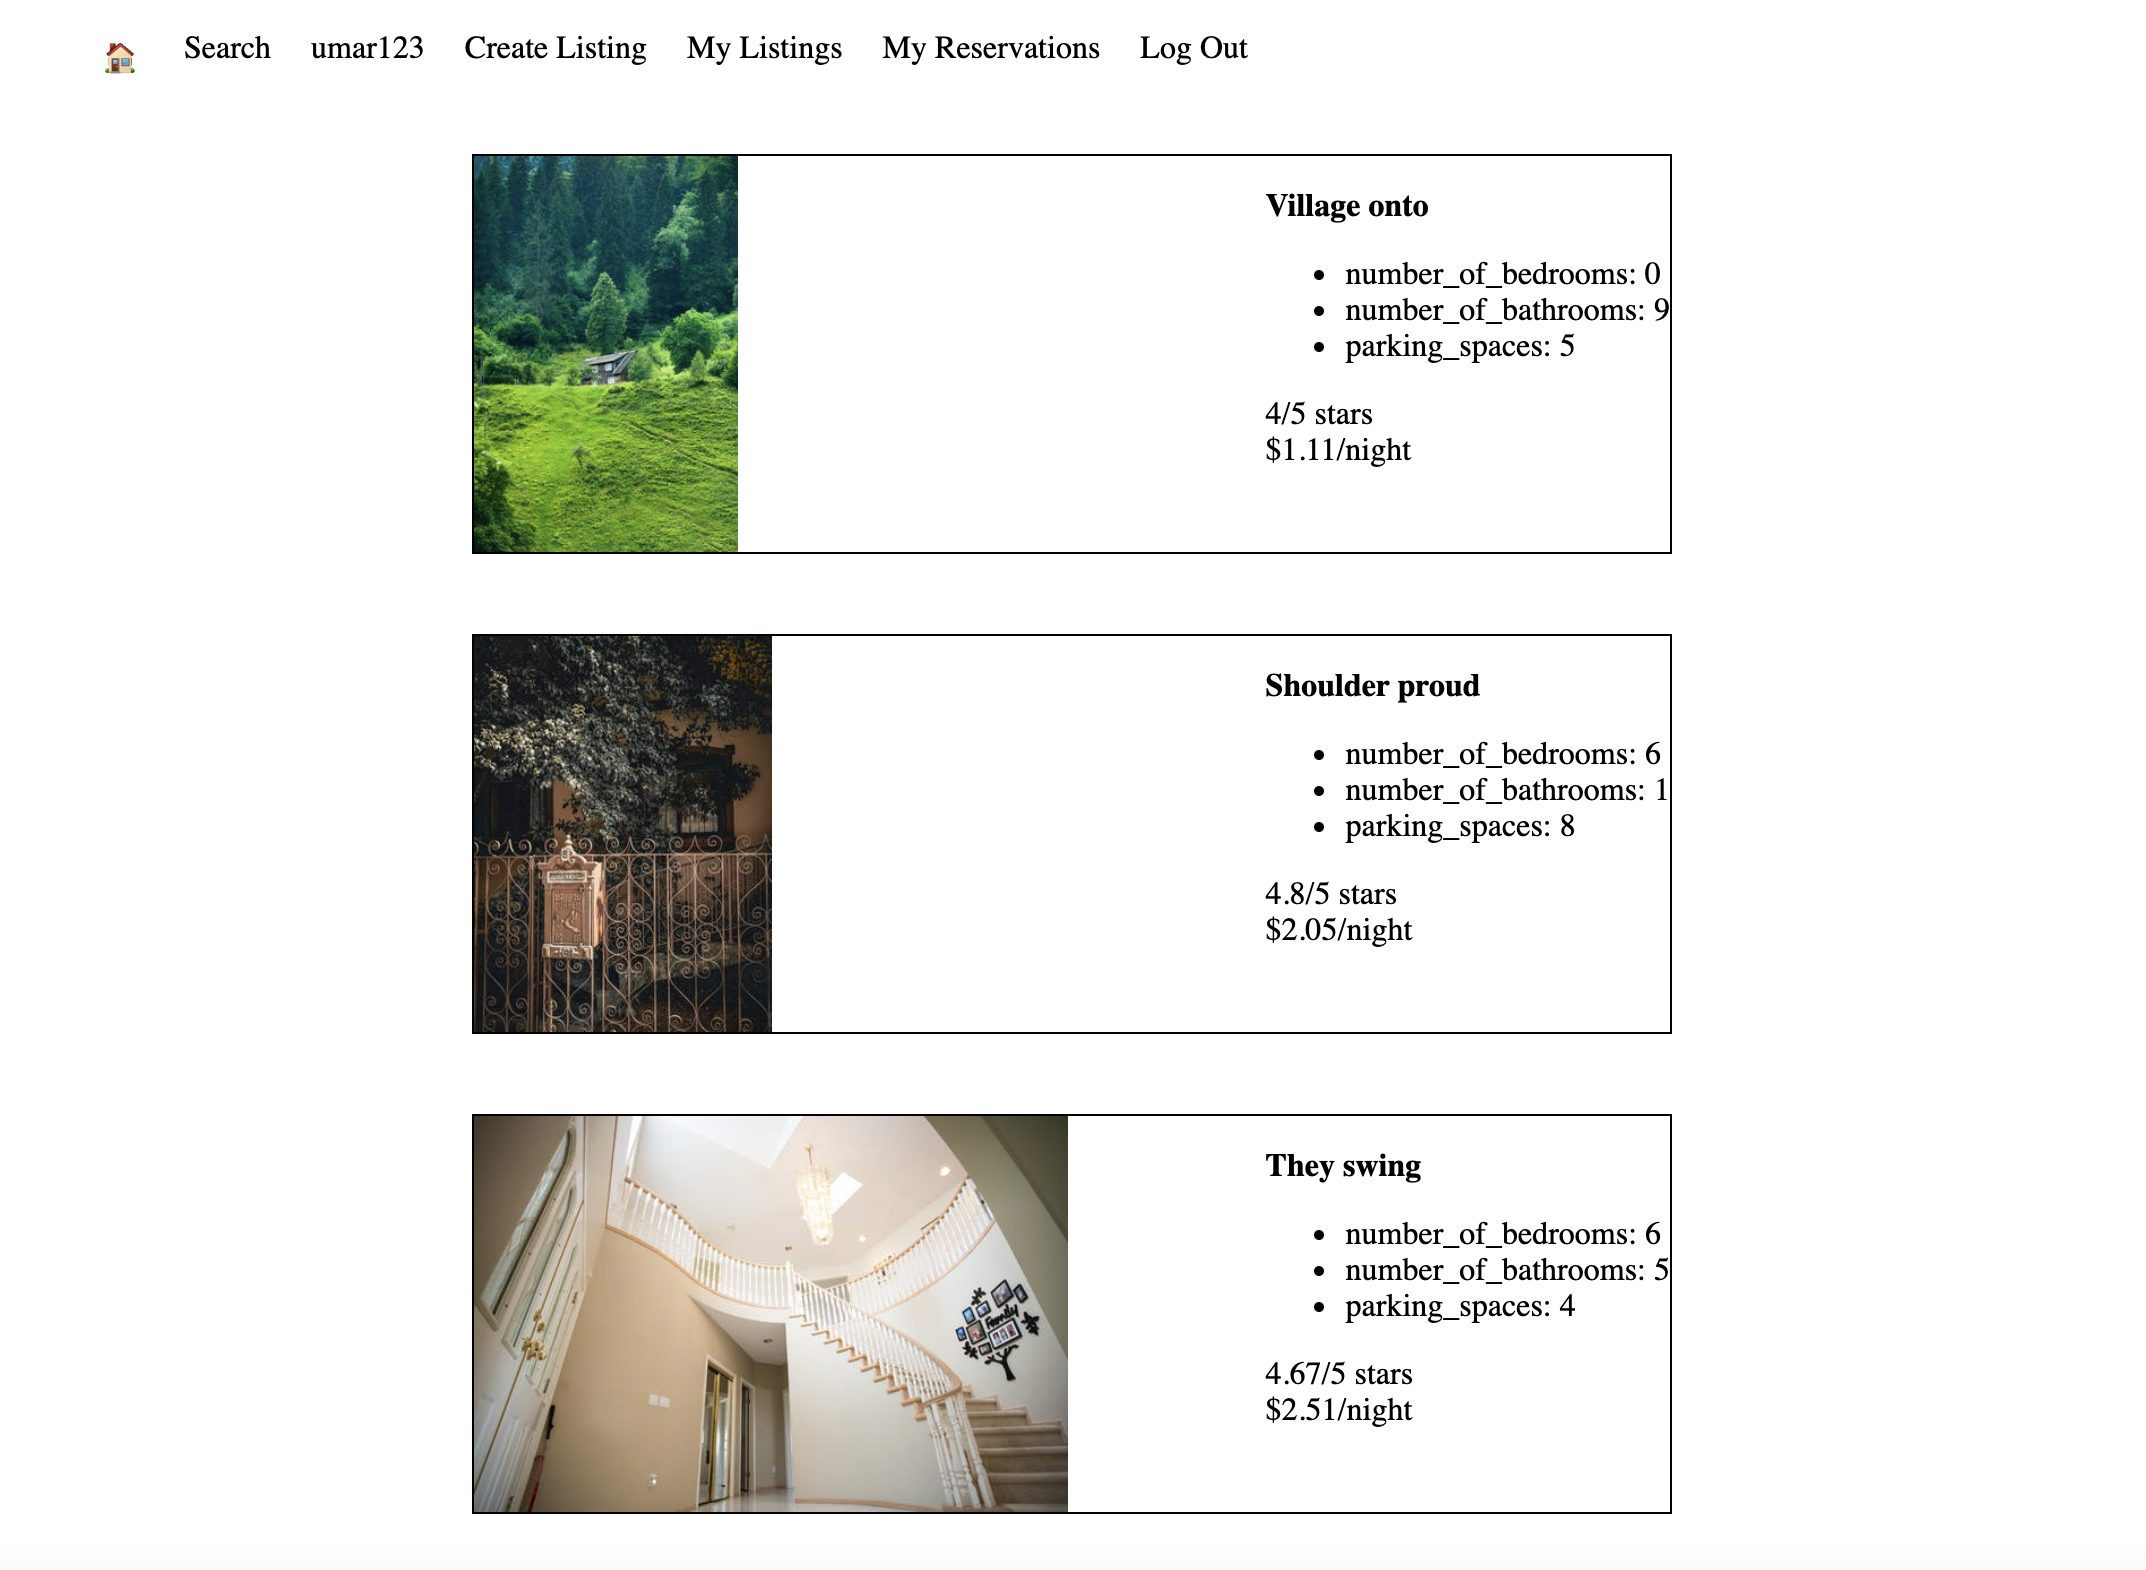 Search umar123 Create Listing My Listings My Reservations Log Out
Village onto
number_of_bedrooms: 0
number_of_bathrooms: 9
parking_spaces: 5
4/5 stars
$1.11/night
Shoulder proud
number_of_bedrooms: 6
number_of_bathrooms: 1
parking_spaces: 8
4.8/5 stars
$2.05/night
They swing
number_of_bedrooms: 6
number_of_bathrooms: 5
parking_spaces: 4
Family
4.67/5 stars
$2.51/night